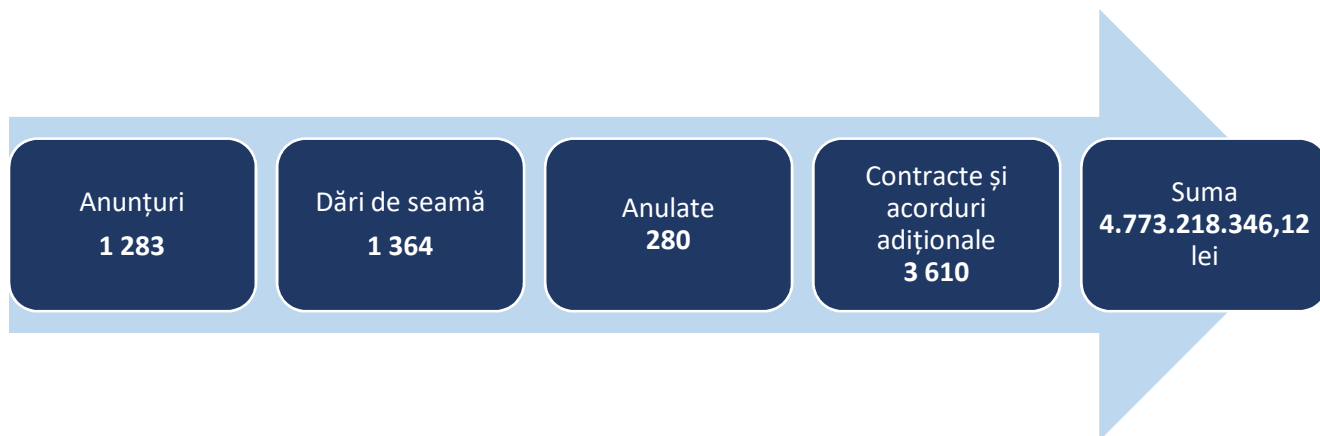 Anunțuri
1 283
Dări de seamă
1 364
Anulate
280
Contracte și
acorduri
adiționale
3 610
Suma
4.773.218.346,12
lei